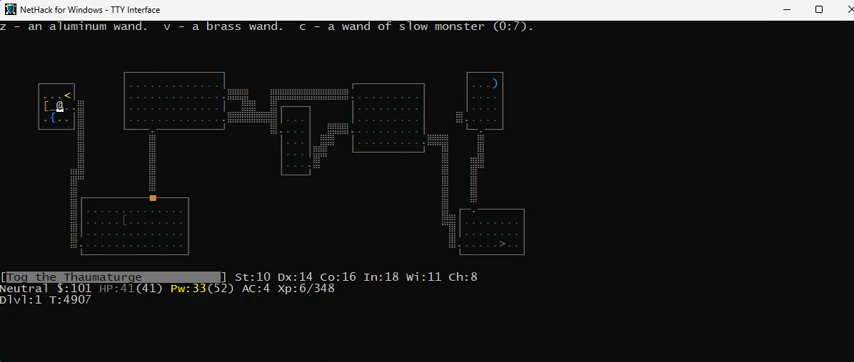 NetHack for Windows - TTY Interface
z - an aluminum wand.  v - a brass wand.  c - a wand of slow monster (0:7).
[Tog the Thaumaturge          ] St:10 Dx:14 Co:16 In:18 Wi:11 Ch:8
Neutral $:101 HP:41(41) Pw:33(52) AC:4 Xp:6/348
Dlvl:1 T:4907